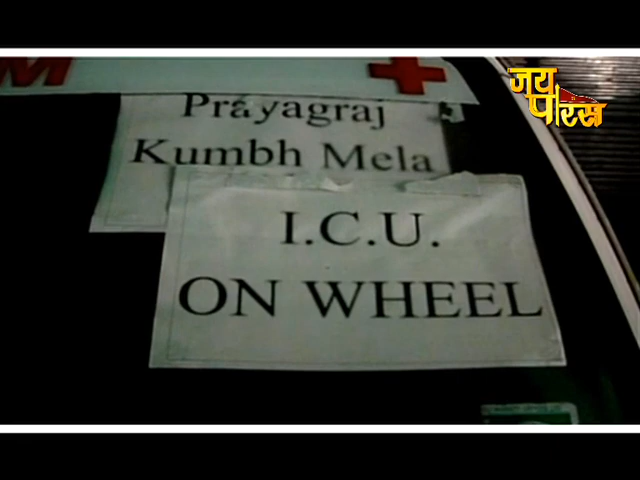 M
जय
पारस
Prayagraj
Kumbh Mela
I.C.U.
ON WHEEL